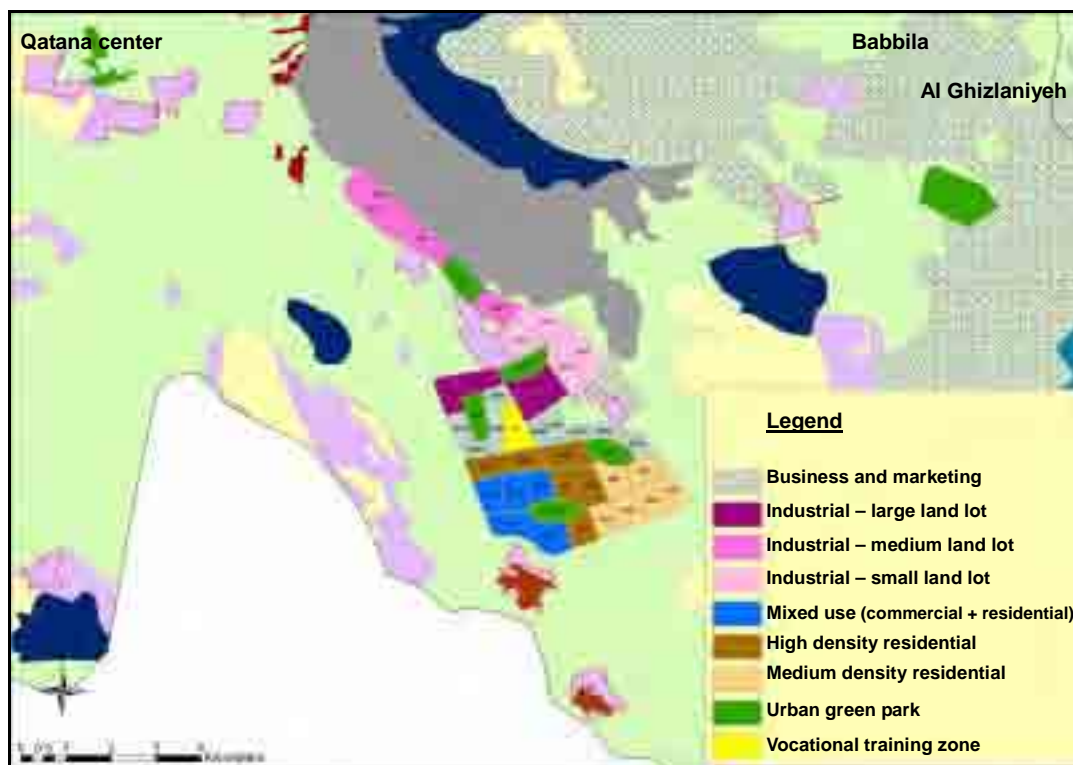 Qatana center
Babbila
Al Ghizlaniyeh
Legend
Business and marketing
Industrial – large land lot
Industrial – medium land lot
Industrial – small land lot
Mixed use (commercial + residential)
High density residential
Medium density residential
Urban green park
Vocational training zone